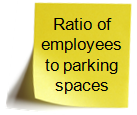 Ratio of
employees
to parking
spaces